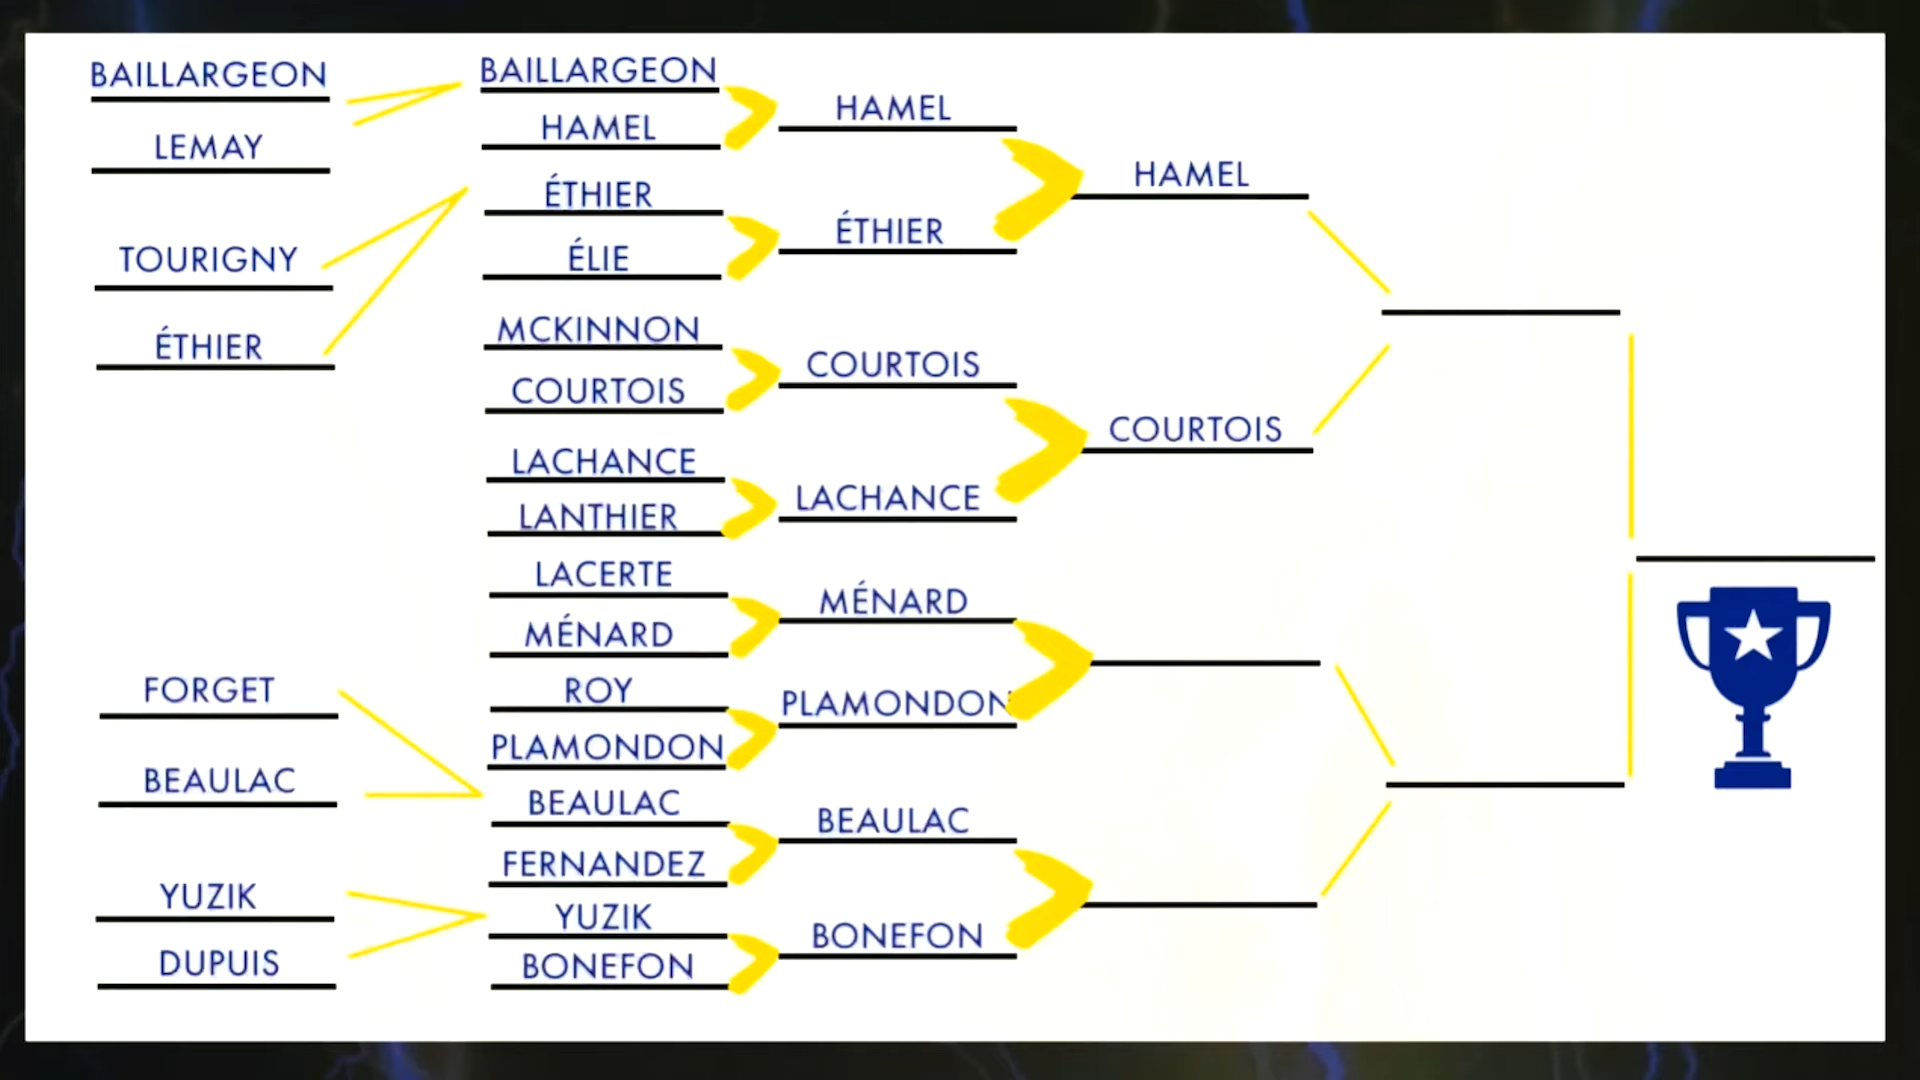 BAILLARGEON
LEMAY
TOURIGNY
ÉTHIER
FORGET
BEAULAC
YUZIK
DUPUIS
BAILLARGEON
HAMEL
ÉTHIER
ÉLIE
MCKINNON
COURTOIS
LACHANCE
LANTHIER
LACERTE
MÉNARD
ROY
PLAMONDON
BEAULAC
FERNANDEZ
YUZIK
BONEFON
HAMEL
ÉTHIER
COURTOIS
LACHANCE
MÉNARD
PLAMONDON
BEAULAC
BONEFON
HAMEL
COURTOIS